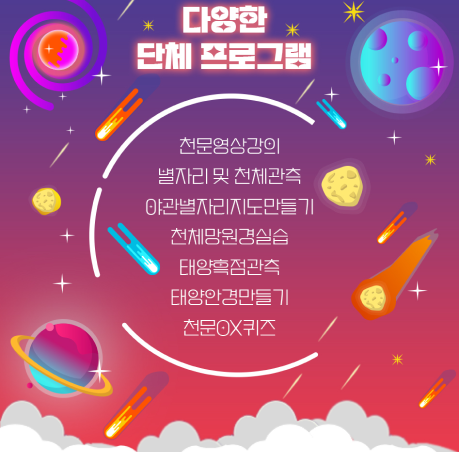 다양한
단체 프로그램
천문영상강의
별자리 및 천체관측
야관별자리지도만들기
천체망원경실습
태양흑점관측
태양안경만들기
천문OX퀴즈